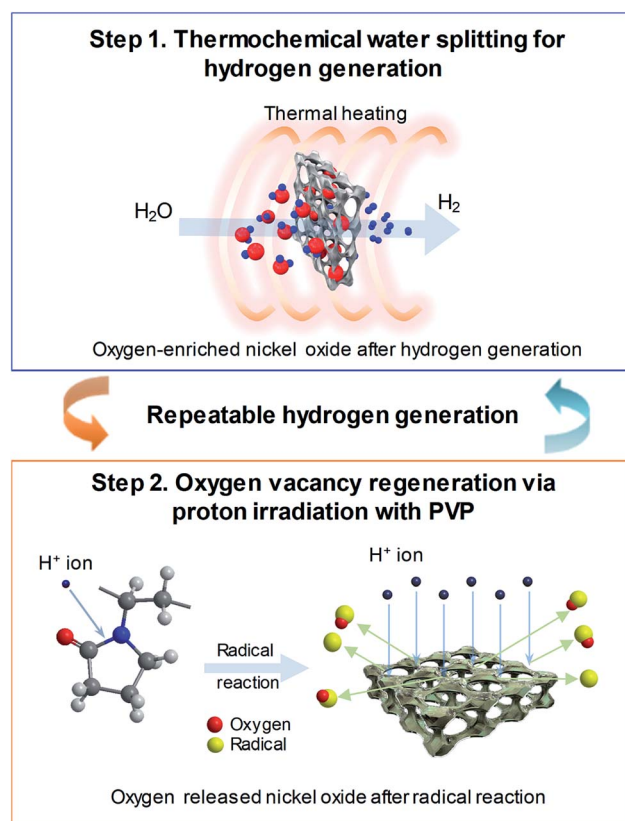 Step 1. Thermochemical water splitting for
hydrogen generation
Thermal heating
H₂O
H₂
Oxygen-enriched nickel oxide after hydrogen generation
Repeatable hydrogen generation
Step 2. Oxygen vacancy regeneration via
proton irradiation with PVP
H⁺ ion
H⁺ ion
Radical
reaction
Oxygen
Radical
Oxygen released nickel oxide after radical reaction